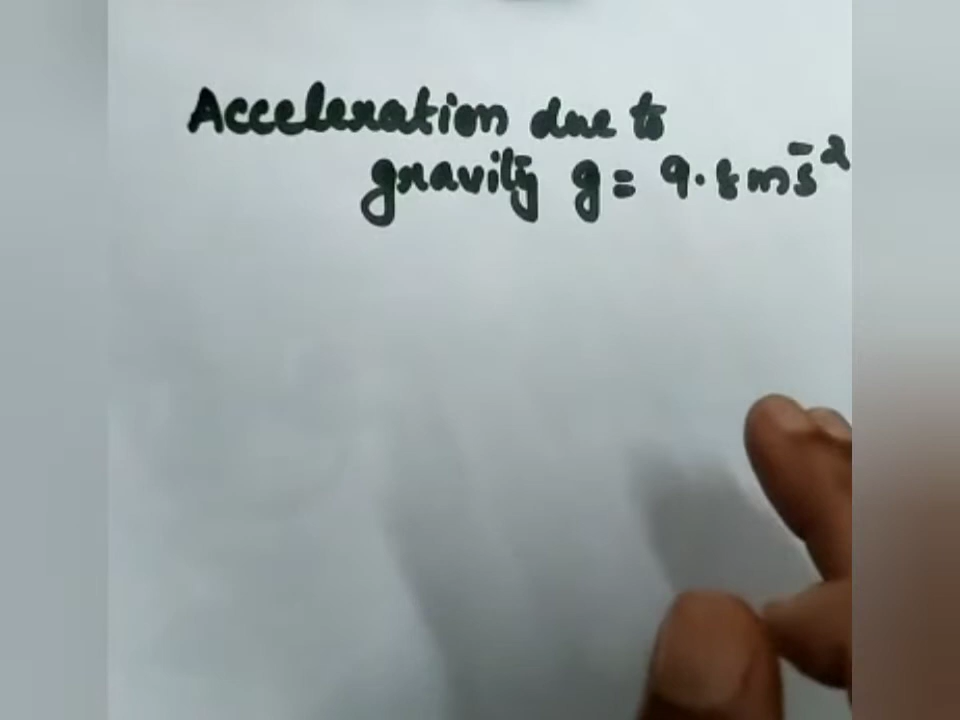 Acceleration due to
gravity g = 9.8 ms⁻²